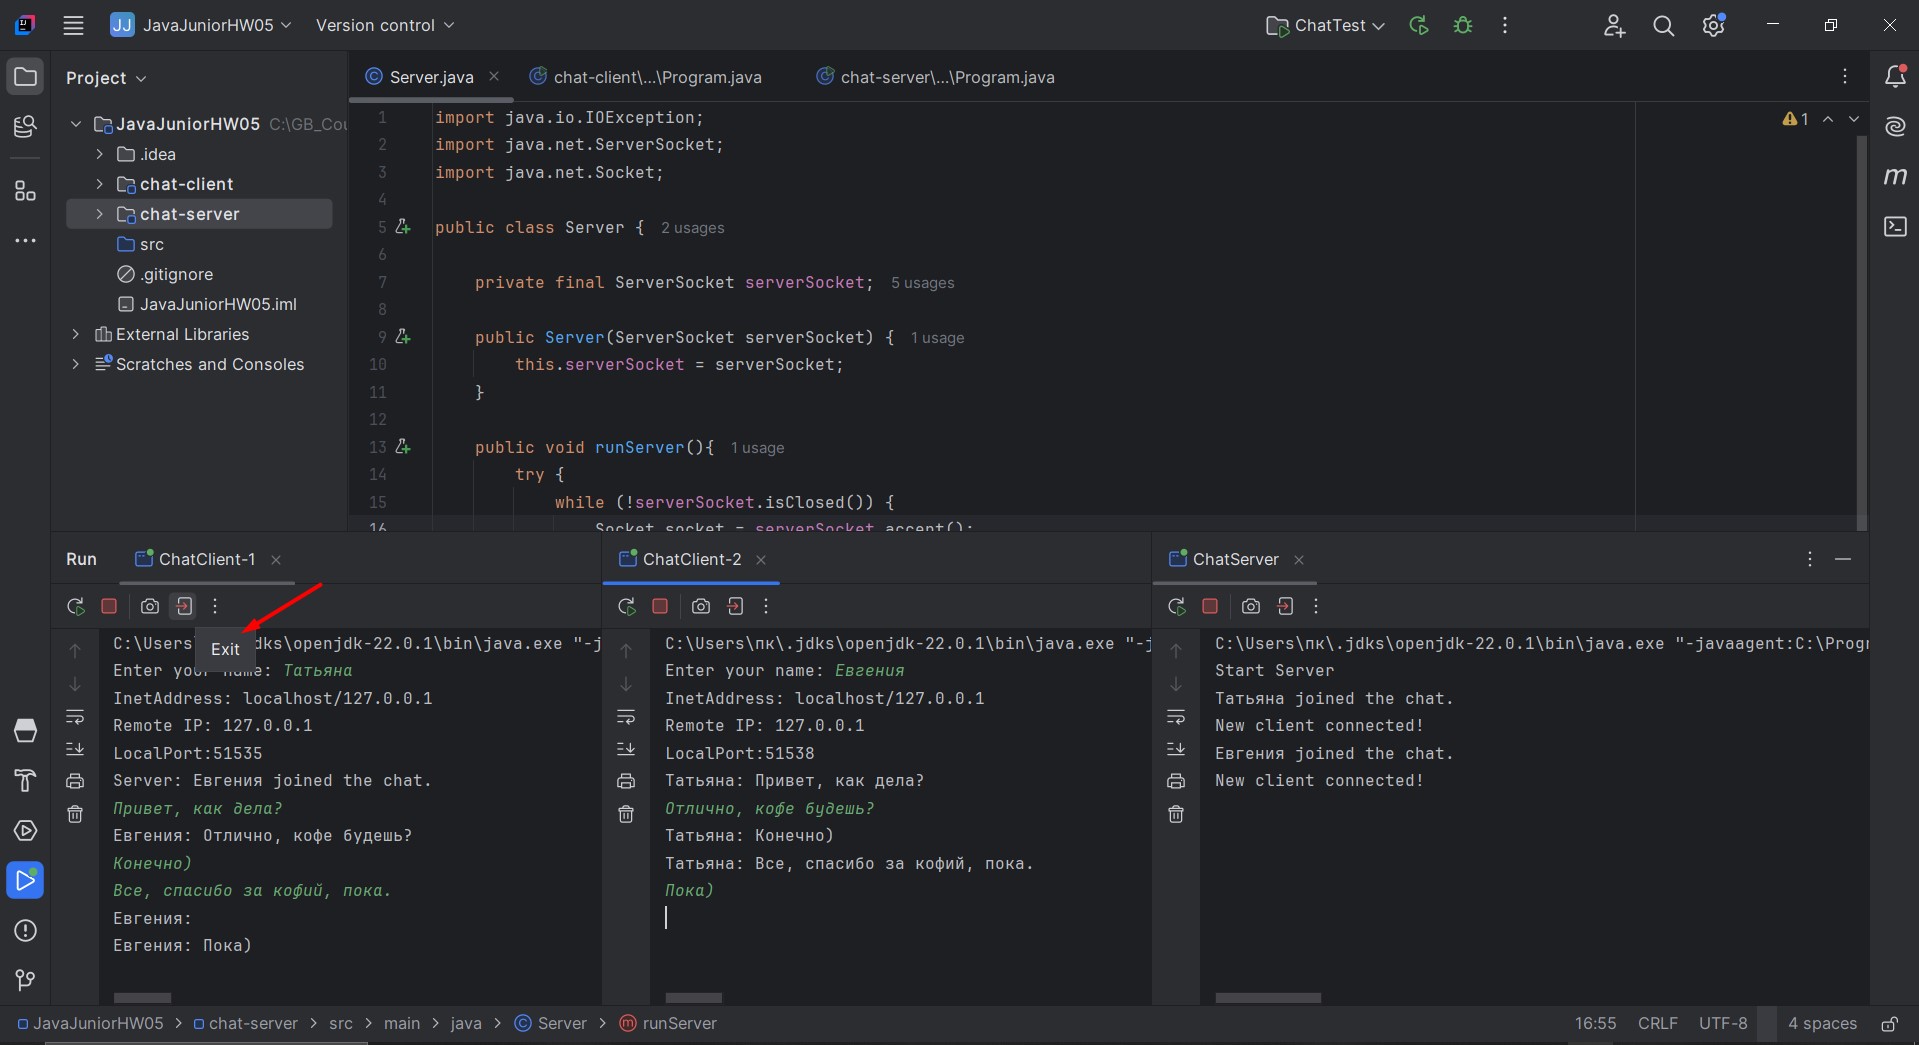 JJ JavaJuniorHW05 Version control ChatTest
Project
Server.java chat-client\...\Program.java chat-server\...\Program.java
JavaJuniorHW05 C:\GB_Cou
.idea
chat-client
chat-server
src
.gitignore
JavaJuniorHW05.iml
External Libraries
Scratches and Consoles
1 import java.io.IOException;
2 import java.net.ServerSocket;
3 import java.net.Socket;
4
5 public class Server { 2 usages
6
7 private final ServerSocket serverSocket; 5 usages
8
9 public Server(ServerSocket serverSocket) { 1 usage
10 this.serverSocket = serverSocket;
11 }
12
13 public void runServer(){ 1 usage
14 try {
15 while (!serverSocket.isClosed()) {
16 Socket socket = serverSocket.accept();
1
m
Run ChatClient-1
Exit
C:\Users dks\openjdk-22.0.1\bin\java.exe "-j
Enter your name: Татьяна
InetAddress: localhost/127.0.0.1
Remote IP: 127.0.0.1
LocalPort:51535
Server: Евгения joined the chat.
Привет, как дела?
Евгения: Отлично, кофе будешь?
Конечно)
Все, спасибо за кофий, пока.
Евгения:
Евгения: Пока)
ChatClient-2
C:\Users\пк\.jdks\openjdk-22.0.1\bin\java.exe "-j
Enter your name: Евгения
InetAddress: localhost/127.0.0.1
Remote IP: 127.0.0.1
LocalPort:51538
Татьяна: Привет, как дела?
Отлично, кофе будешь?
Татьяна: Конечно)
Татьяна: Все, спасибо за кофий, пока.
Пока)
ChatServer
C:\Users\пк\.jdks\openjdk-22.0.1\bin\java.exe "-javaagent:C:\Progr
Start Server
Татьяна joined the chat.
New client connected!
Евгения joined the chat.
New client connected!
JavaJuniorHW05 > chat-server > src > main > java > Server > runServer
16:55 CRLF UTF-8 4 spaces